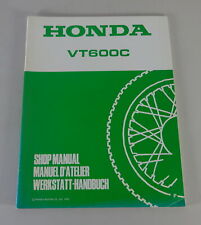 HONDA
VT600C
SHOP MANUAL
MANUEL D'ATELIER
WERKSTATT-HANDBUCH